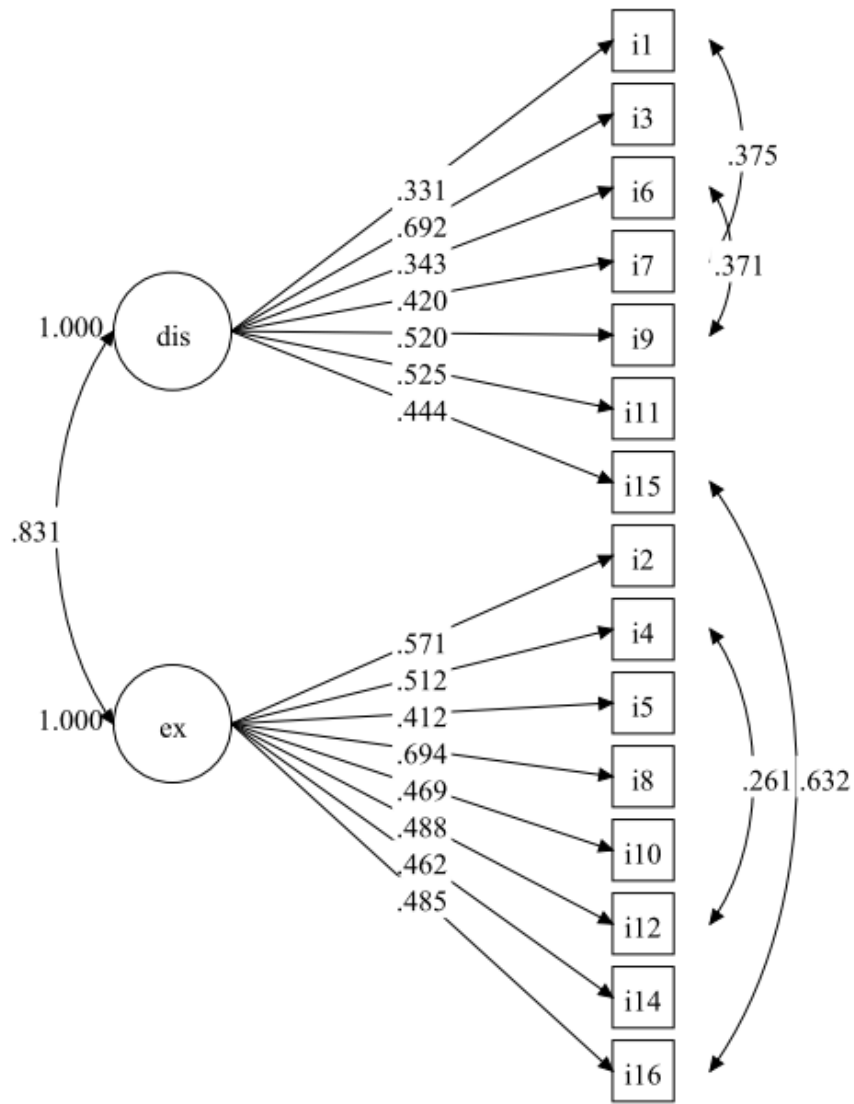 i1
i3
i6
i7
i9
i11
i15
i2
i4
i5
i8
i10
i12
i14
i16
.331
.692
.343
.420
.520
.525
.444
.571
.512
.412
.694
.469
.488
.462
.485
1.000
dis
.831
1.000
ex
.375
.371
.261
.632